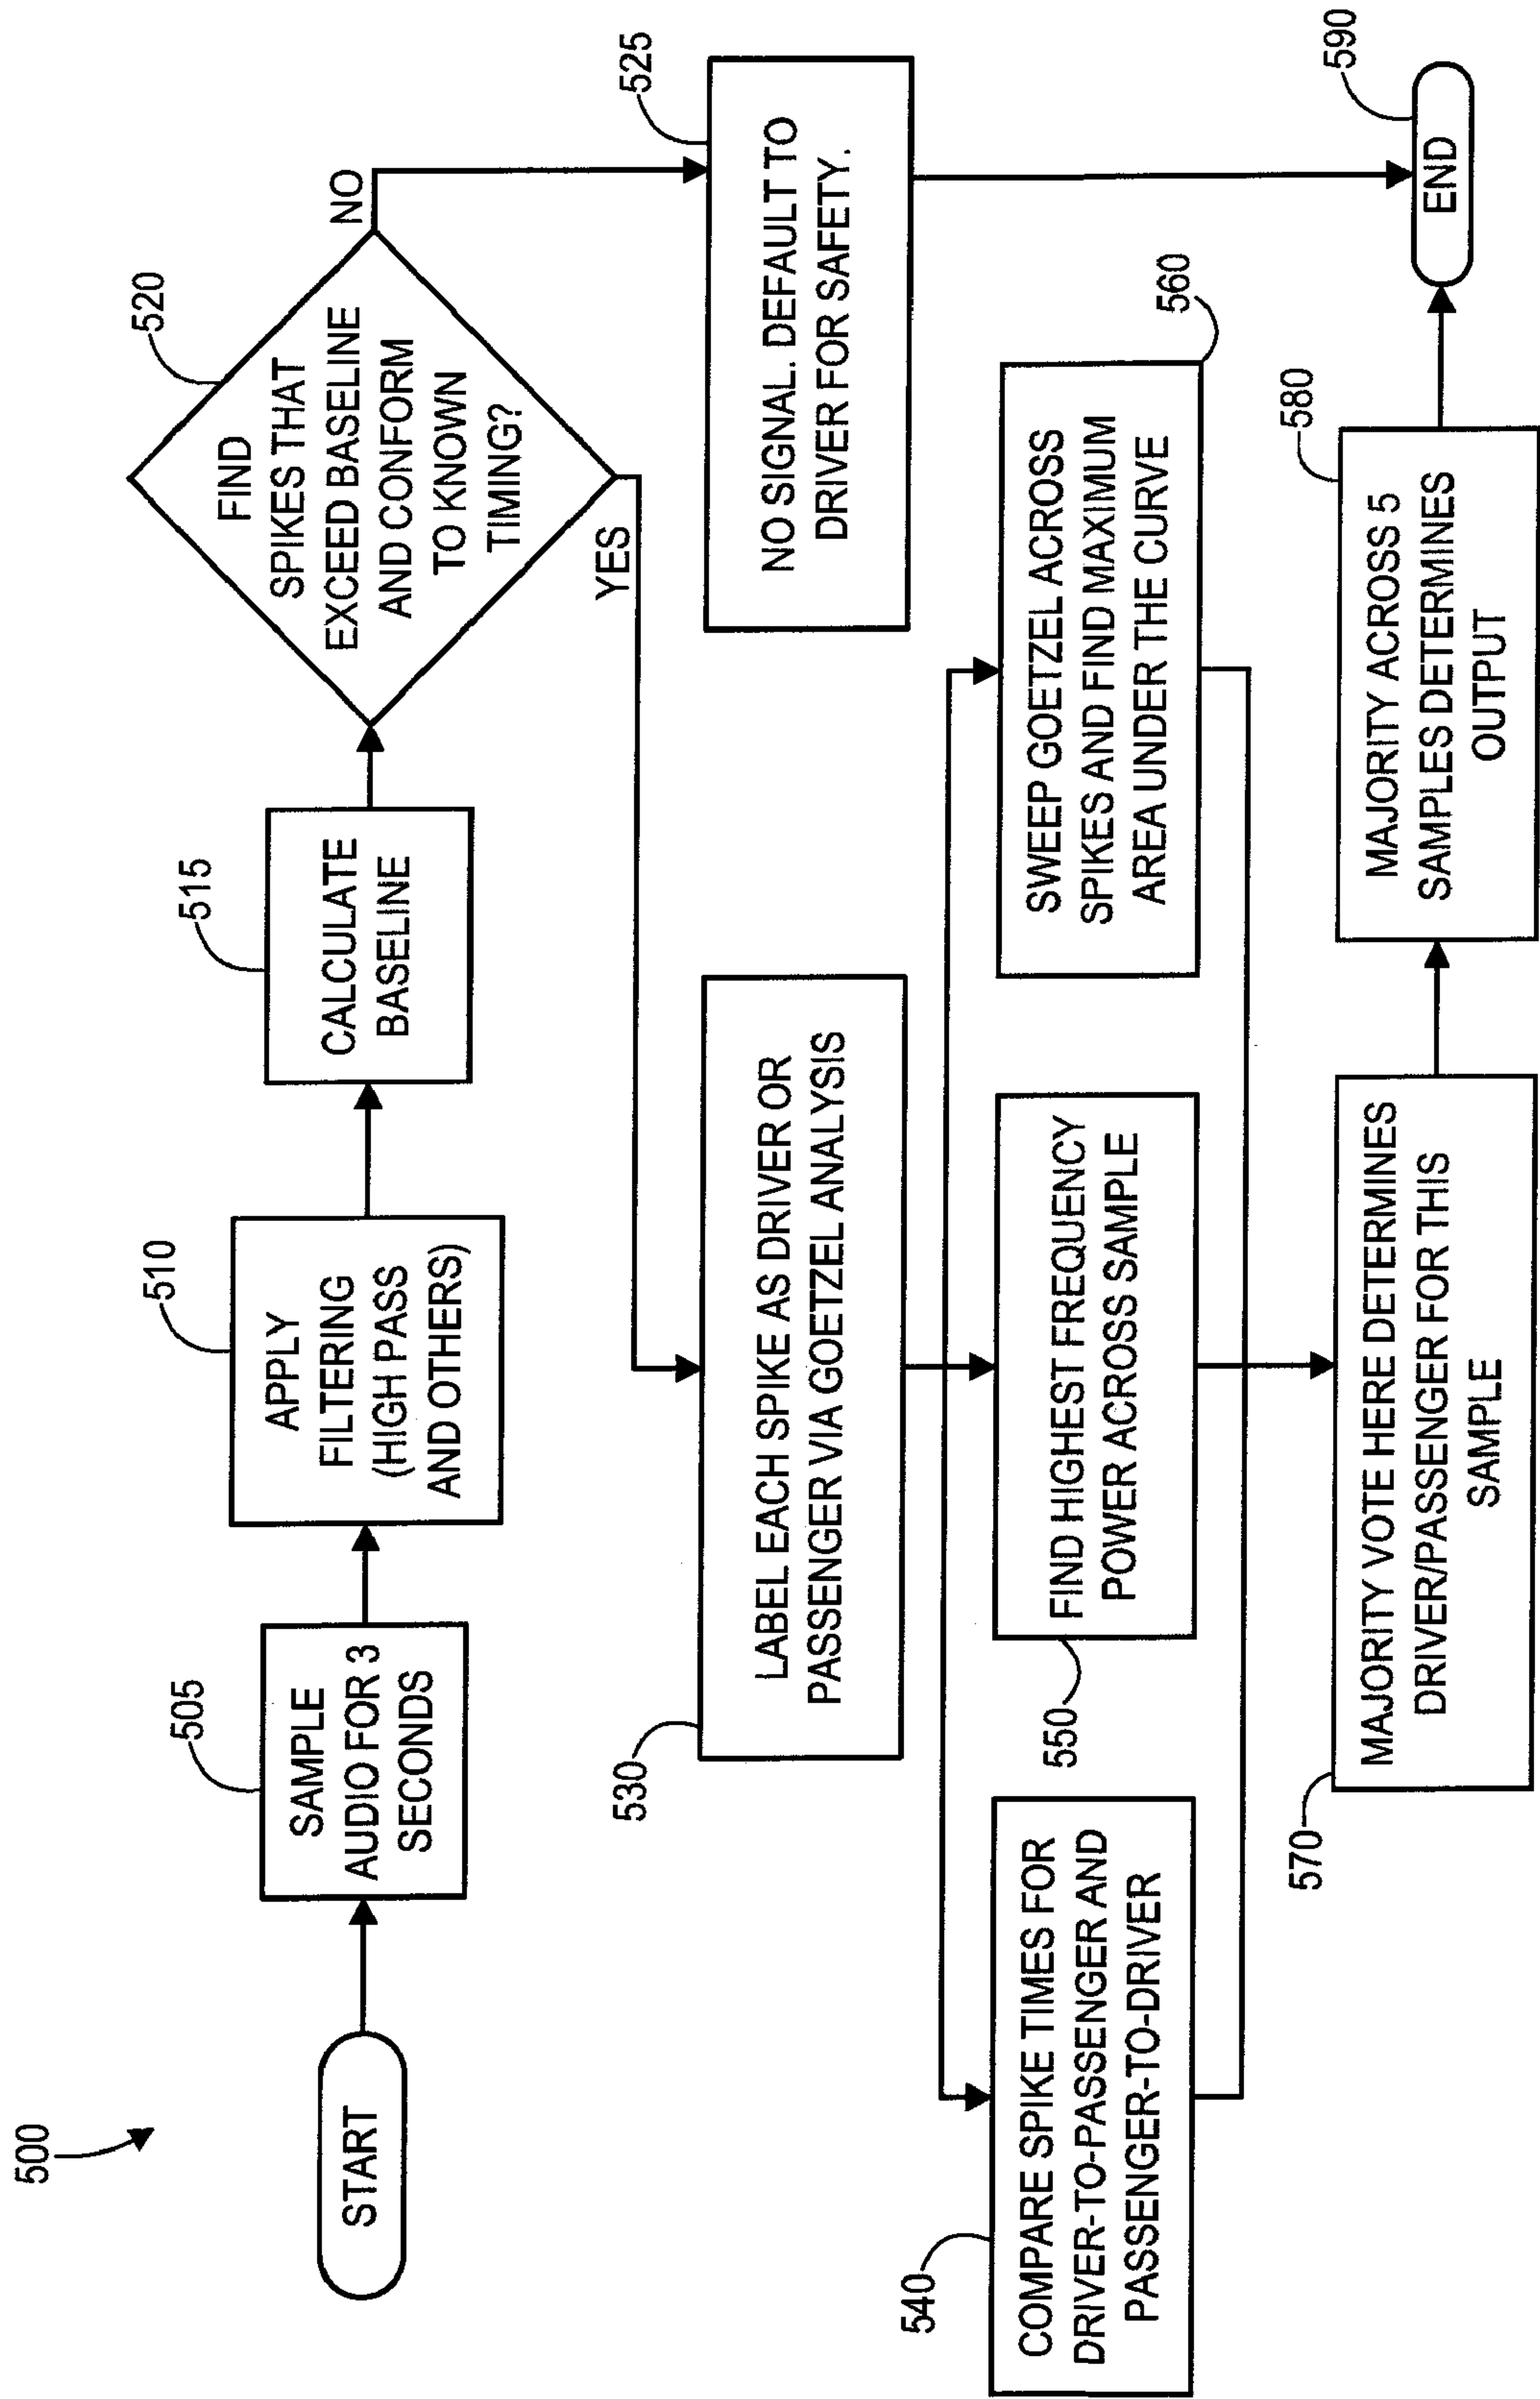 500
START
505
SAMPLE
AUDIO FOR 3
SECONDS
510
APPLY
FILTERING
(HIGH PASS
AND OTHERS)
515
CALCULATE
BASELINE
520
FIND
SPIKES THAT
EXCEED BASELINE
AND CONFORM
TO KNOWN
TIMING?
NO
YES
525
NO SIGNAL. DEFAULT TO
DRIVER FOR SAFETY.
530
LABEL EACH SPIKE AS DRIVER OR
PASSENGER VIA GOETZEL ANALYSIS
540
COMPARE SPIKE TIMES FOR
DRIVER-TO-PASSENGER AND
PASSENGER-TO-DRIVER
550
FIND HIGHEST FREQUENCY
POWER ACROSS SAMPLE
560
SWEEP GOETZEL ACROSS
SPIKES AND FIND MAXIMUM
AREA UNDER THE CURVE
570
MAJORITY VOTE HERE DETERMINES
DRIVER/PASSENGER FOR THIS
SAMPLE
580
MAJORITY ACROSS 5
SAMPLES DETERMINES
OUTPUT
590
END